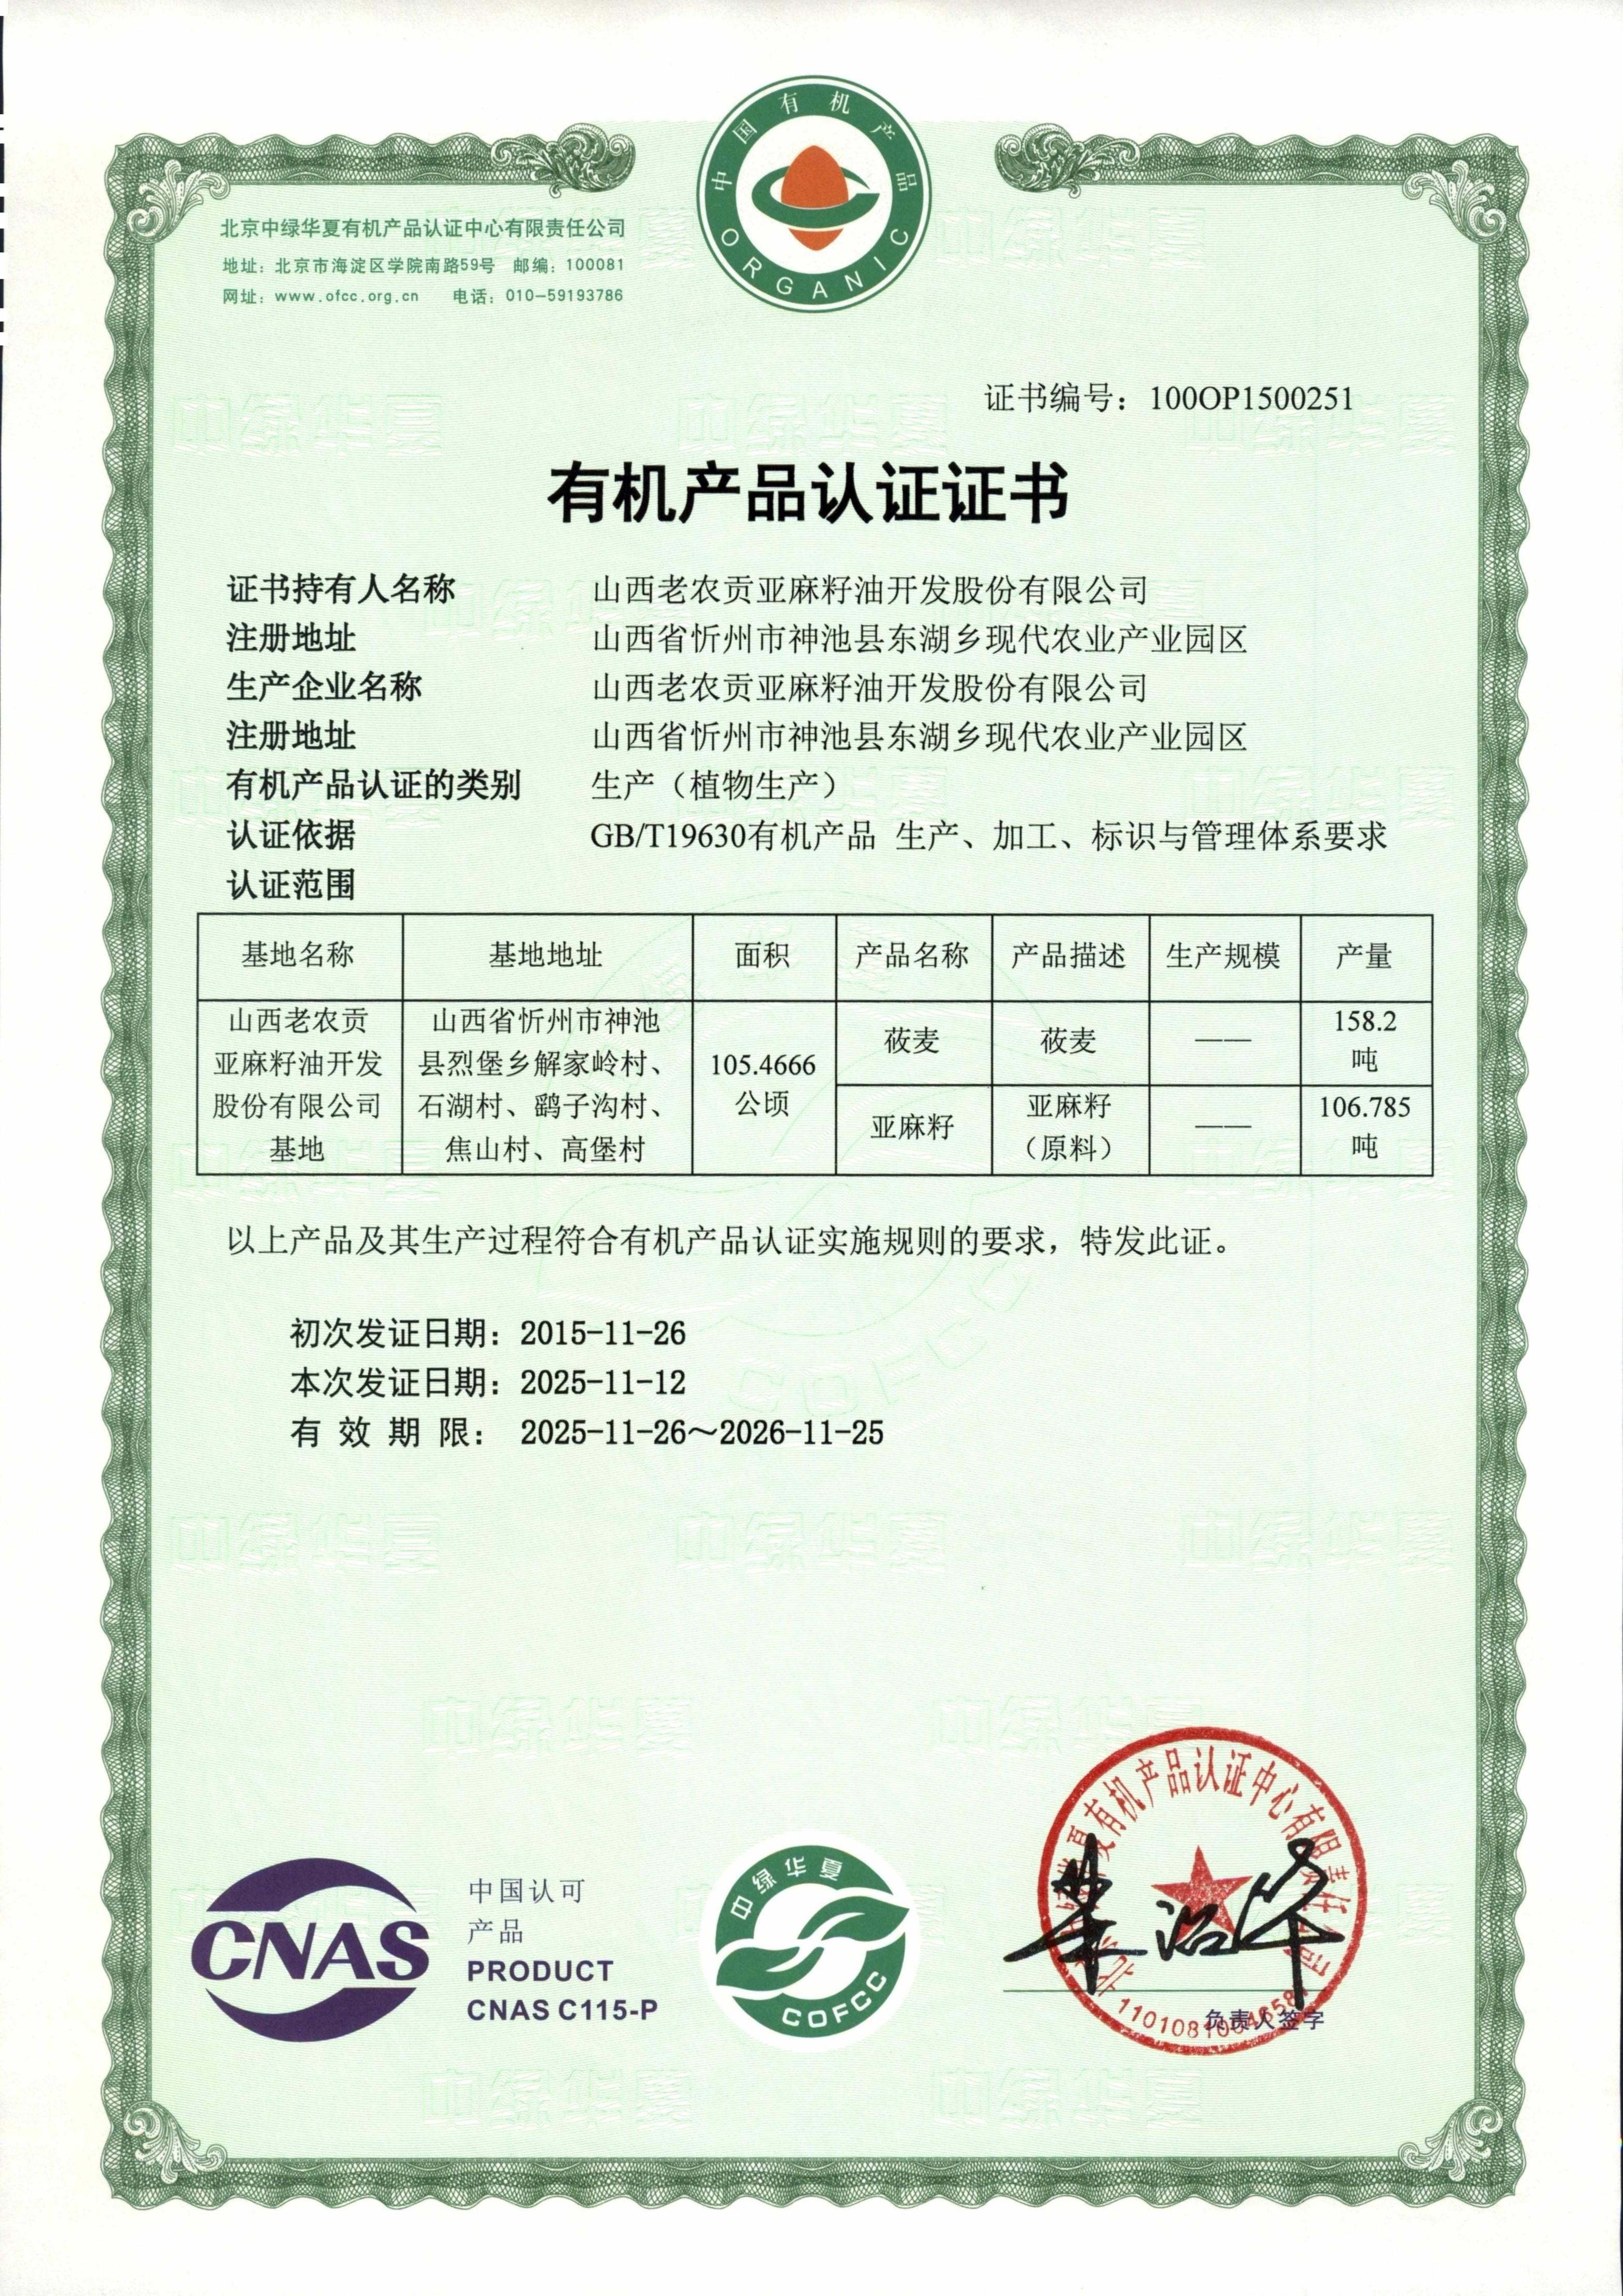 中国有机产品
ORGANIC
北京中绿华夏有机产品认证中心有限责任公司
地址：北京市海淀区学院南路59号 邮编：100081
网址：www.ofcc.org.cn 电话：010-59193786
证书编号：100OP1500251
有机产品认证证书
证书持有人名称 山西老农贡亚麻籽油开发股份有限公司
注册地址 山西省忻州市神池县东湖乡现代农业产业园区
生产企业名称 山西老农贡亚麻籽油开发股份有限公司
注册地址 山西省忻州市神池县东湖乡现代农业产业园区
有机产品认证的类别 生产（植物生产）
认证依据 GB/T19630有机产品 生产、加工、标识与管理体系要求
认证范围
基地名称 基地地址 面积 产品名称 产品描述 生产规模 产量
山西老农贡
亚麻籽油开发
股份有限公司
基地
山西省忻州市神池
县烈堡乡解家岭村、
石湖村、鹞子沟村、
焦山村、高堡村
105.4666
公顷
莜麦 莜麦 —— 158.2
吨
亚麻籽 亚麻籽
（原料） —— 106.785
吨
以上产品及其生产过程符合有机产品认证实施规则的要求，特发此证。
初次发证日期：2015-11-26
本次发证日期：2025-11-12
有效期限： 2025-11-26～2026-11-25
CNAS
中国认可
产品
PRODUCT
CNAS C115-P
中绿华夏
COFCC
负责人签字